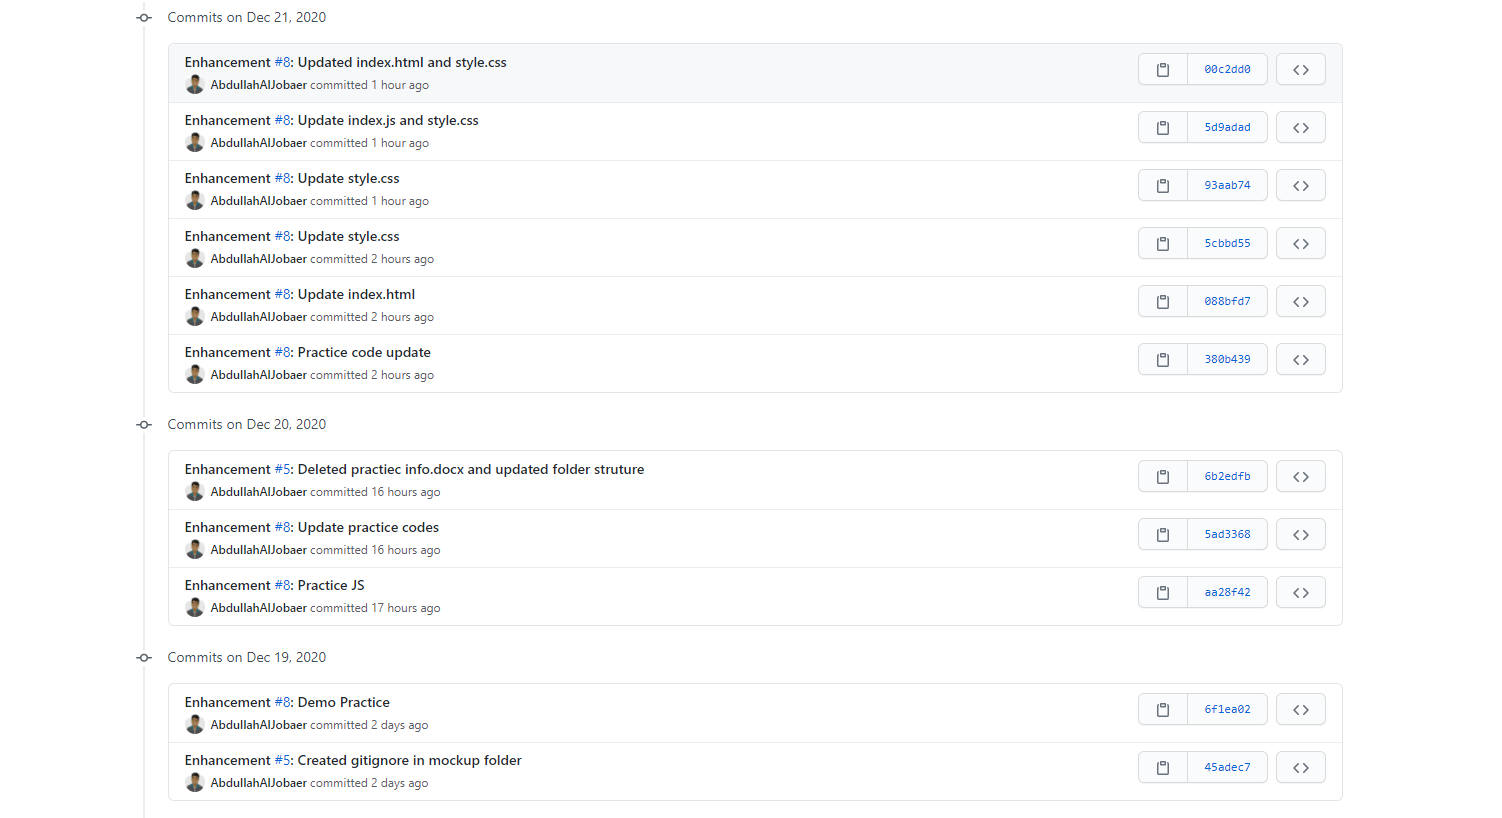 Commits on Dec 21, 2020
Enhancement #8: Updated index.html and style.css
AbdullahAlJobaer committed 1 hour ago
00c2dd0
Enhancement #8: Update index.js and style.css
AbdullahAlJobaer committed 1 hour ago
5d9adad
Enhancement #8: Update style.css
AbdullahAlJobaer committed 1 hour ago
93aab74
Enhancement #8: Update style.css
AbdullahAlJobaer committed 2 hours ago
5cbbd55
Enhancement #8: Update index.html
AbdullahAlJobaer committed 2 hours ago
088bfd7
Enhancement #8: Practice code update
AbdullahAlJobaer committed 2 hours ago
380b439
Commits on Dec 20, 2020
Enhancement #5: Deleted practiec info.docx and updated folder struture
AbdullahAlJobaer committed 16 hours ago
6b2edfb
Enhancement #8: Update practice codes
AbdullahAlJobaer committed 16 hours ago
5ad3368
Enhancement #8: Practice JS
AbdullahAlJobaer committed 17 hours ago
aa28f42
Commits on Dec 19, 2020
Enhancement #8: Demo Practice
AbdullahAlJobaer committed 2 days ago
6f1ea02
Enhancement #5: Created gitignore in mockup folder
AbdullahAlJobaer committed 2 days ago
45adec7